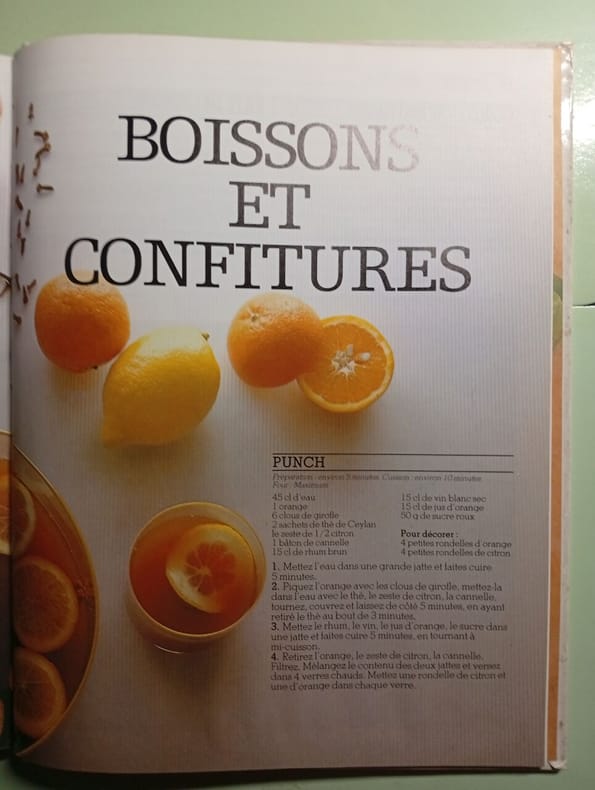 BOISSONS
ET
CONFITURES
PUNCH
Préparation : environ 5 minutes Cuisson : environ 10 minutes
Four : Maximum
45 cl d'eau
1 orange
6 clous de girofle
2 sachets de thé de Ceylan
le zeste de 1/2 citron
1 bâton de cannelle
15 cl de rhum brun
15 cl de vin blanc sec
15 cl de jus d'orange
50 g de sucre roux
Pour décorer :
4 petites rondelles d'orange
4 petites rondelles de citron
1. Mettez l'eau dans une grande jatte et faites cuire
5 minutes.
2. Piquez l'orange avec les clous de girofle, mettez-la
dans l'eau avec le thé, le zeste de citron, la cannelle,
tournez, couvrez et laissez de côté 5 minutes, en ayant
retiré le thé au bout de 3 minutes.
3. Mettez le rhum, le vin, le jus d'orange, le sucre dans
une jatte et faites cuire 5 minutes, en tournant à
mi-cuisson.
4. Retirez l'orange, le zeste de citron, la cannelle.
Filtrez. Mélangez le contenu des deux jattes et versez
dans 4 verres chauds. Mettez une rondelle de citron et
une d'orange dans chaque verre.